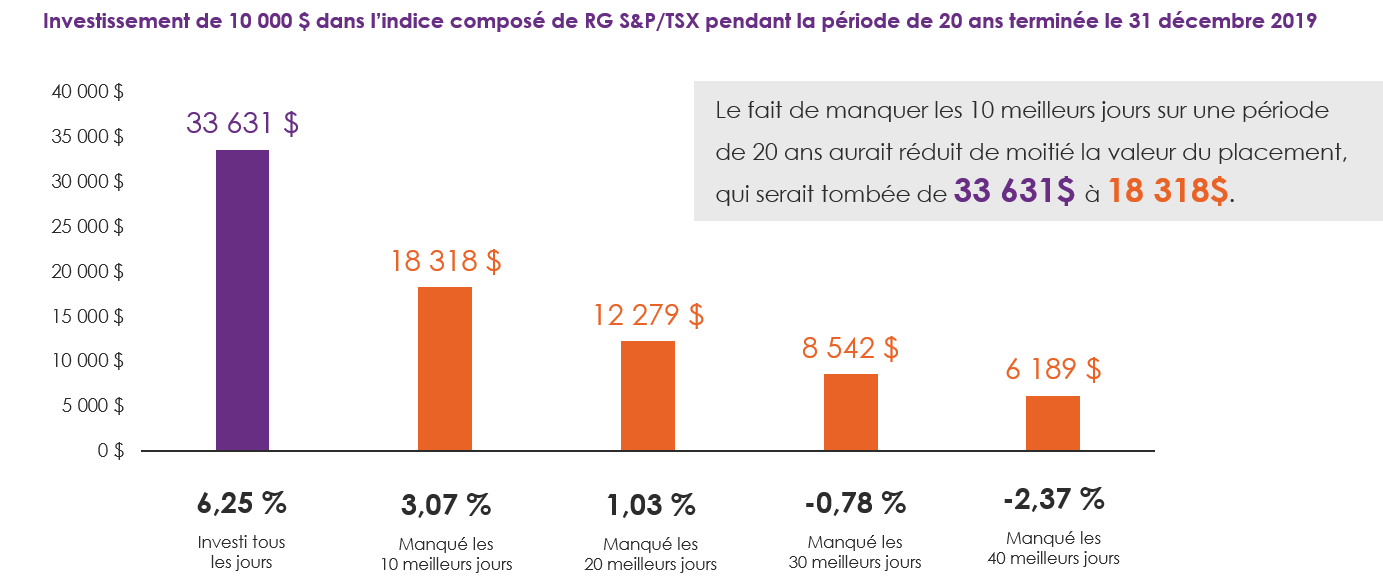 Investissement de 10 000 $ dans l'indice composé de RG S&P/TSX pendant la période de 20 ans terminée le 31 décembre 2019
Le fait de manquer les 10 meilleurs jours sur une période
de 20 ans aurait réduit de moitié la valeur du placement,
qui serait tombée de 33 631$ à 18 318$.
40 000 $
35 000 $
30 000 $
25 000 $
20 000 $
15 000 $
10 000 $
5 000 $
0 $
33 631 $
18 318 $
12 279 $
8 542 $
6 189 $
6,25 %
Investi tous
les jours
3,07 %
Manqué les
10 meilleurs jours
1,03 %
Manqué les
20 meilleurs jours
-0,78 %
Manqué les
30 meilleurs jours
-2,37 %
Manqué les
40 meilleurs jours